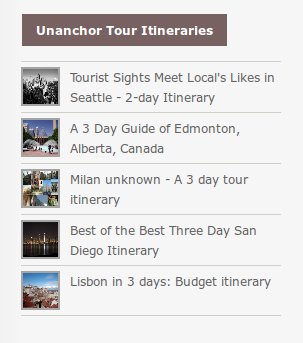 Unanchor Tour Itineraries
Tourist Sights Meet Local's Likes in
Seattle - 2-day Itinerary
A 3 Day Guide of Edmonton,
Alberta, Canada
Milan unknown - A 3 day tour
itinerary
Best of the Best Three Day San
Diego Itinerary
Lisbon in 3 days: Budget itinerary